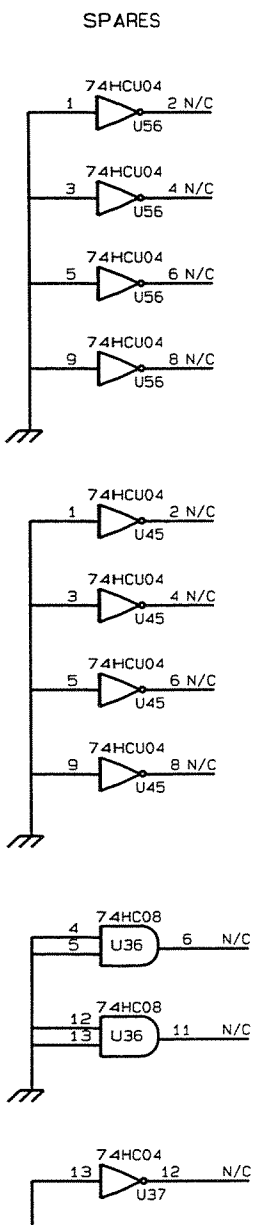 SPARES
74HCU04
1 2 N/C
U56
74HCU04
3 4 N/C
U56
74HCU04
5 6 N/C
U56
74HCU04
9 8 N/C
U56
74HCU04
1 2 N/C
U45
74HCU04
3 4 N/C
U45
74HCU04
5 6 N/C
U45
74HCU04
9 8 N/C
U45
74HC08
4
5 U36 6 N/C
74HC08
12
13 U36 11 N/C
74HC04
13 12 N/C
U37